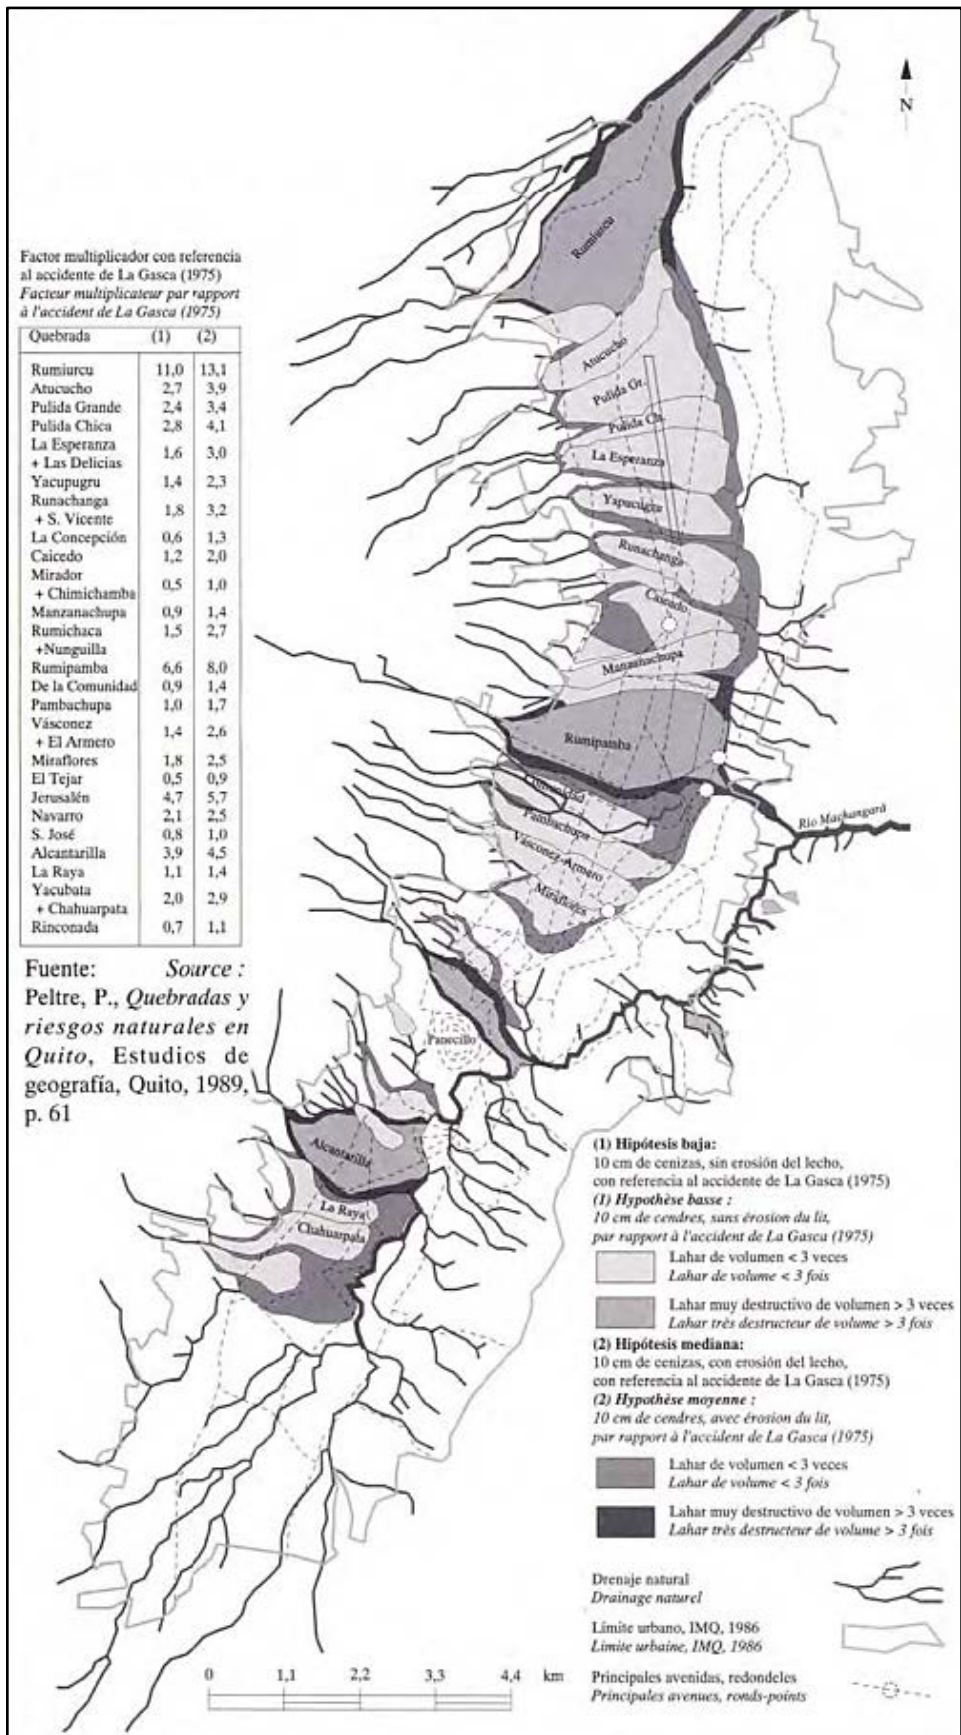 N
Rumiurcu
Atucucho
Pulida Gr.
Pulida Ch.
La Esperanza
Yapucugra
Runachanga
Caicedo
Manzanachupa
Rumipamba
Comunidad
Pambachupa
Vásconez-Armero
Miraflores
Río Machangará
Panecillo
Alcantarilla
La Raya
Chahuarpata
Factor multiplicador con referencia
al accidente de La Gasca (1975)
Facteur multiplicateur par rapport
à l'accident de La Gasca (1975)
Quebrada (1) (2)
Rumiurcu 11,0 13,1
Atucucho 2,7 3,9
Pulida Grande 2,4 3,4
Pulida Chica 2,8 4,1
La Esperanza
+ Las Delicias 1,6 3,0
Yacupugru 1,4 2,3
Runachanga
+ S. Vicente 1,8 3,2
La Concepción 0,6 1,3
Caicedo 1,2 2,0
Mirador
+ Chimichamba 0,5 1,0
Manzanachupa 0,9 1,4
Rumichaca 1,5 2,7
+Nunguilla
Rumipamba 6,6 8,0
De la Comunidad 0,9 1,4
Pambachupa 1,0 1,7
Vásconez
+ El Armero 1,4 2,6
Miraflores 1,8 2,5
El Tejar 0,5 0,9
Jerusalén 4,7 5,7
Navarro 2,1 2,5
S. José 0,8 1,0
Alcantarilla 3,9 4,5
La Raya 1,1 1,4
Yacubata
+ Chahuarpata 2,0 2,9
Rinconada 0,7 1,1
Fuente: Source :
Peltre, P., Quebradas y
riesgos naturales en
Quito, Estudios de
geografía, Quito, 1989,
p. 61
(1) Hipótesis baja:
10 cm de cenizas, sin erosión del lecho,
con referencia al accidente de La Gasca (1975)
(1) Hypothèse basse :
10 cm de cendres, sans érosion du lit,
par rapport à l'accident de La Gasca (1975)
Lahar de volumen < 3 veces
Lahar de volume < 3 fois
Lahar muy destructivo de volumen > 3 veces
Lahar très destructeur de volume > 3 fois
(2) Hipótesis mediana:
10 cm de cenizas, con erosión del lecho,
con referencia al accidente de La Gasca (1975)
(2) Hypothèse moyenne :
10 cm de cendres, avec érosion du lit,
par rapport à l'accident de La Gasca (1975)
Lahar de volumen < 3 veces
Lahar de volume < 3 fois
Lahar muy destructivo de volumen > 3 veces
Lahar très destructeur de volume > 3 fois
Drenaje natural
Drainage naturel
Límite urbano, IMQ, 1986
Limite urbaine, IMQ, 1986
Principales avenidas, redondeles
Principales avenues, ronds-points
0 1,1 2,2 3,3 4,4 km